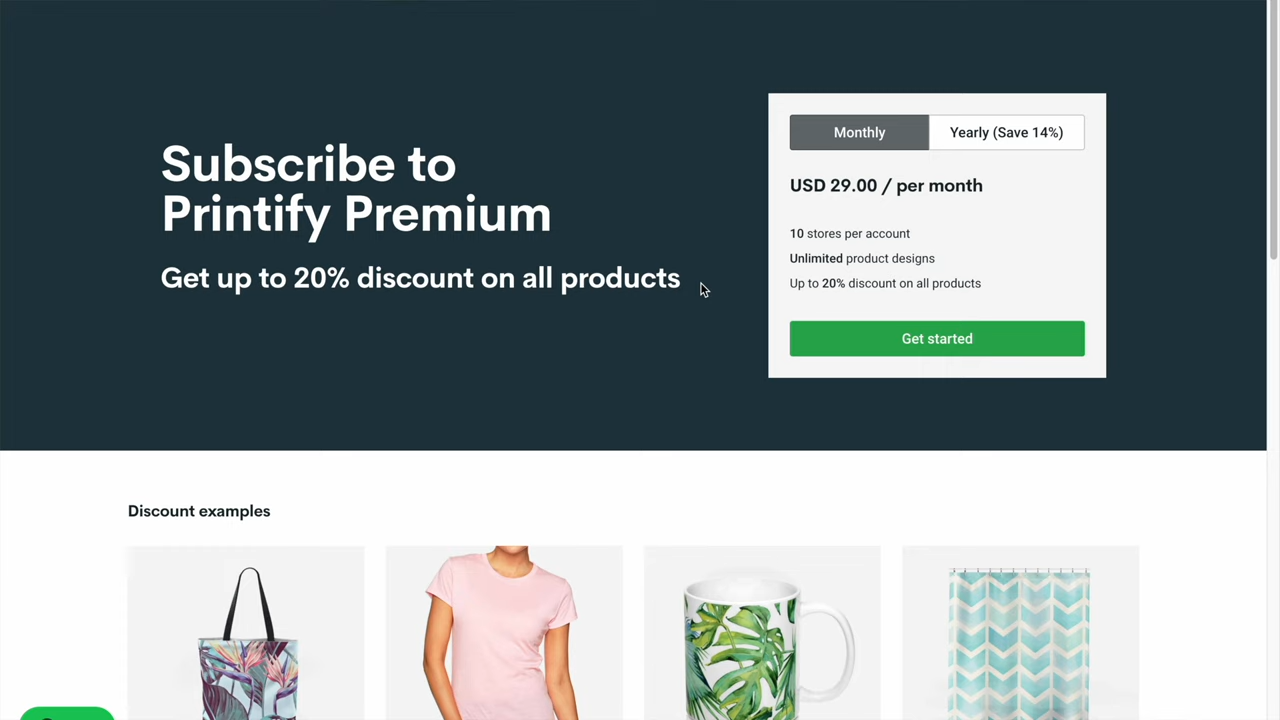 Subscribe to
Printify Premium
Get up to 20% discount on all products
Monthly
Yearly (Save 14%)
USD 29.00 / per month
10 stores per account
Unlimited product designs
Up to 20% discount on all products
Get started
Discount examples